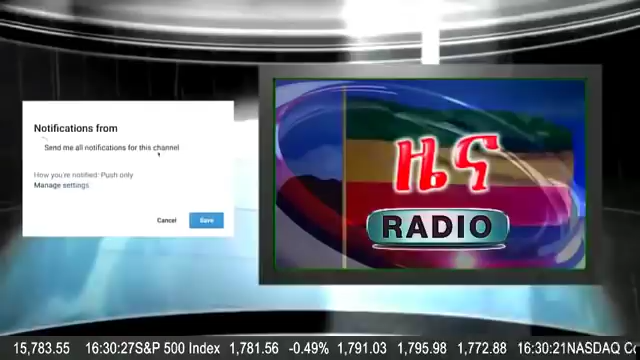 Notifications from
Send me all notifications for this channel
How you're notified: Push only
Manage settings
Cancel
Save
ዜና
RADIO
15,783.55 16:30:27S&P 500 Index 1,781.56 -0.49% 1,791.03 1,795.98 1,772.88 16:30:21NASDAQ Co